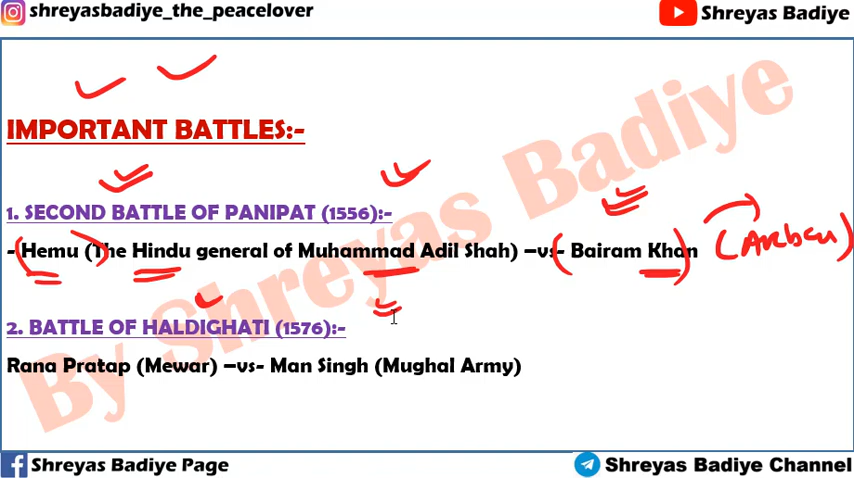 shreyasbadiye_the_peacelover
Shreyas Badiye
IMPORTANT BATTLES:-
1. SECOND BATTLE OF PANIPAT (1556):-
- Hemu (The Hindu general of Muhammad Adil Shah) –vs- Bairam Khan
2. BATTLE OF HALDIGHATI (1576):-
Rana Pratap (Mewar) –vs- Man Singh (Mughal Army)
By Shreyas Badiye
Shreyas Badiye Page
Shreyas Badiye Channel